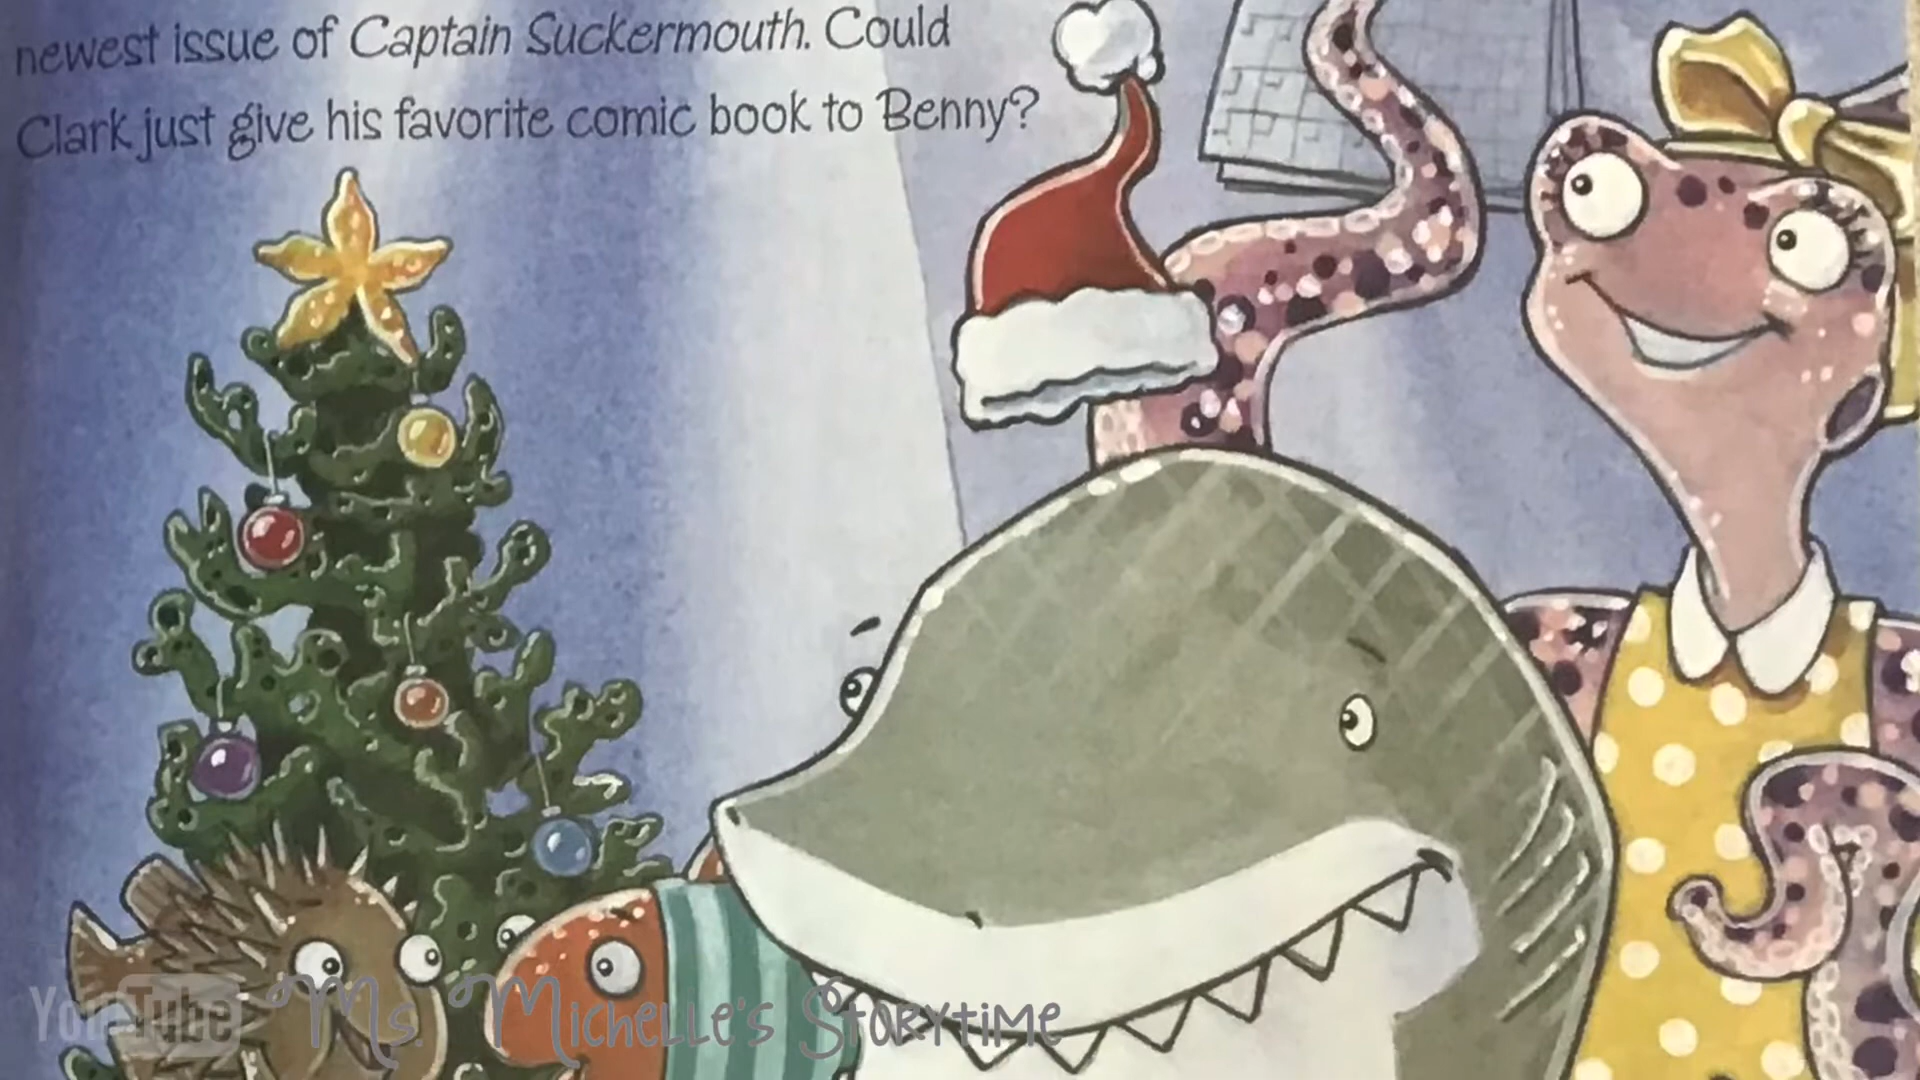 newest issue of Captain Suckermouth. Could
Clark just give his favorite comic book to Benny?
YouTube Ms. Michelle's Storytime